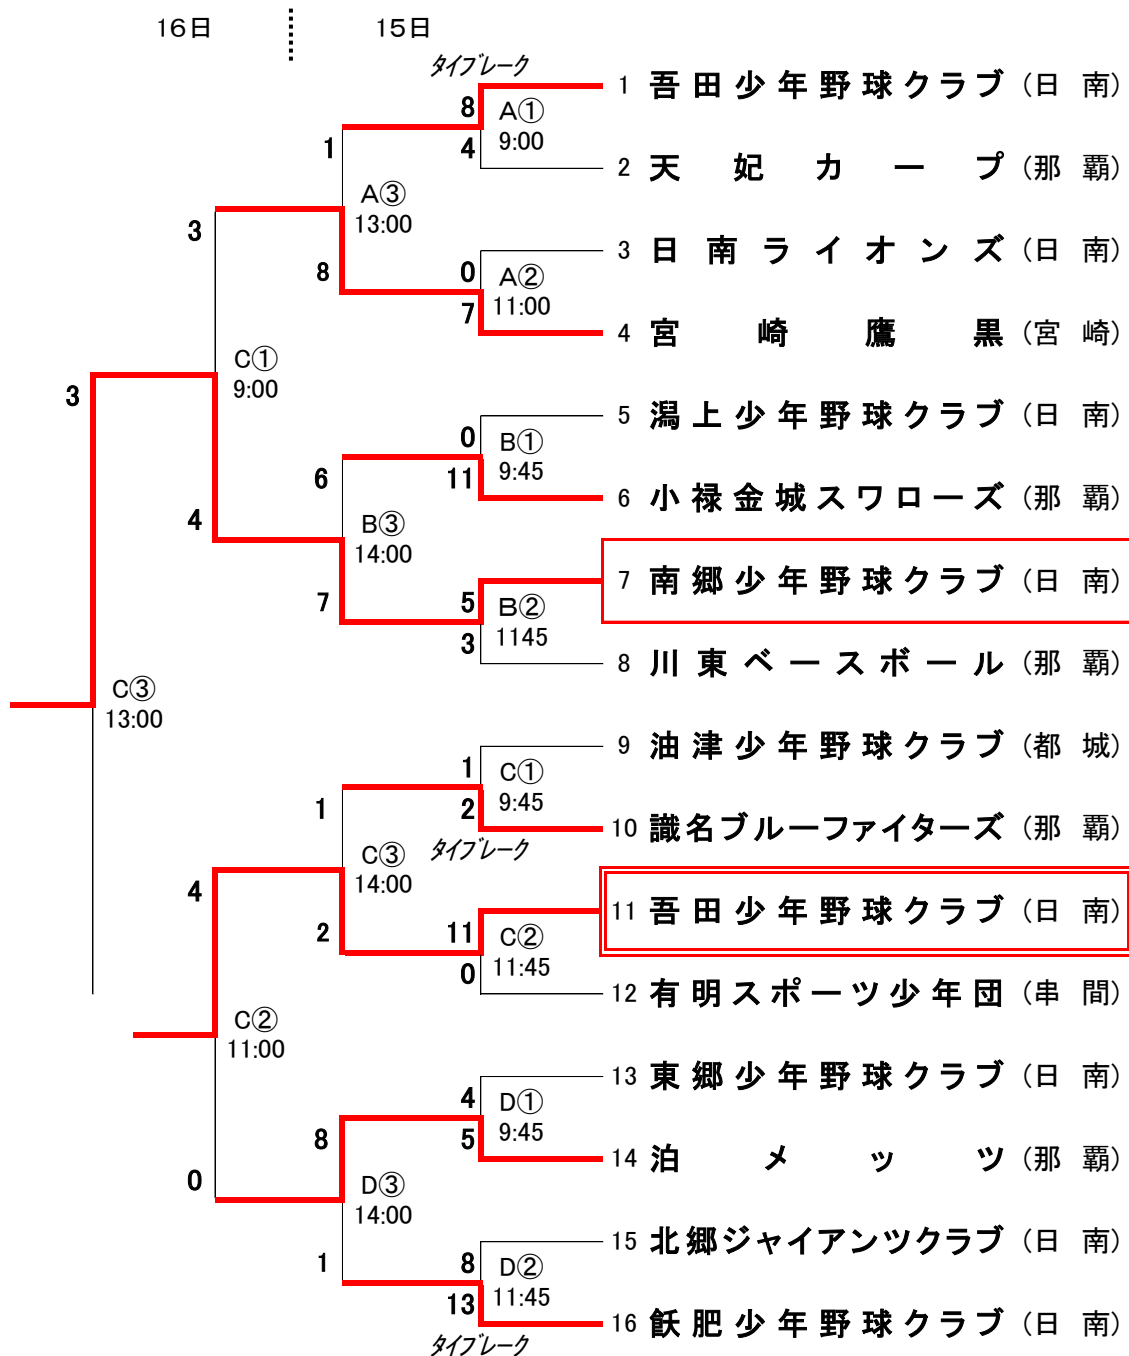 16日 15日
ﾀｲﾌﾞﾚｰｸ
1 吾田少年野球クラブ (日 南)
8 A①
4 9:00
2 天妃カープ (那 覇)
1
A③
13:00
3
8
3 日南ライオンズ (日 南)
0 A②
7 11:00
4 宮崎鷹黒 (宮 崎)
C①
9:00
3
5 潟上少年野球クラブ (日 南)
0 B①
11 9:45
6 小禄金城スワローズ (那 覇)
6
B③
14:00
4
7
7 南郷少年野球クラブ (日 南)
5 B②
3 1145
8 川東ベースボール (那 覇)
C③
13:00
9 油津少年野球クラブ (都 城)
1 C①
2 9:45
10 識名ブルーファイターズ (那 覇)
ﾀｲﾌﾞﾚｰｸ
1
C③
14:00
4
2
11 吾田少年野球クラブ (日 南)
11 C②
0 11:45
12 有明スポーツ少年団 (串 間)
C②
11:00
13 東郷少年野球クラブ (日 南)
4 D①
5 9:45
14 泊メッツ (那 覇)
8
0
D③
14:00
1
15 北郷ジャイアンツクラブ (日 南)
8 D②
13 11:45
16 飫肥少年野球クラブ (日 南)
ﾀｲﾌﾞﾚｰｸ